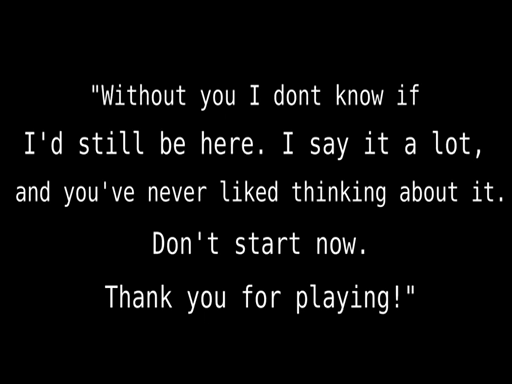 "Without you I dont know if
I'd still be here. I say it a lot,
and you've never liked thinking about it.
Don't start now.
Thank you for playing!"